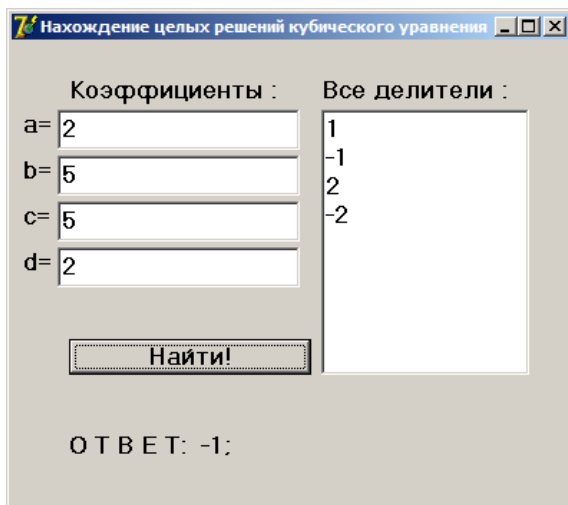 Нахождение целых решений кубического уравнения
Коэффициенты :
a= 2
b= 5
c= 5
d= 2
Найти!
Все делители :
1
-1
2
-2
О Т В Е Т: -1;